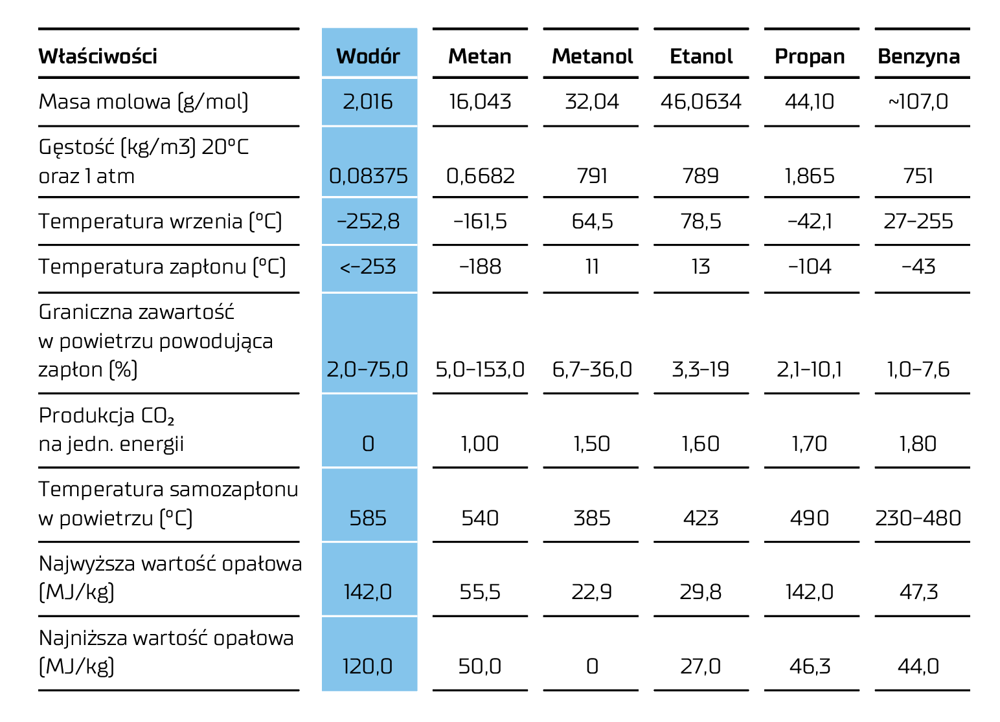 Właściwości Wodór Metan Metanol Etanol Propan Benzyna
Masa molowa (g/mol) 2,016 16,043 32,04 46,0634 44,10 ~107,0
Gęstość (kg/m3) 20°C
oraz 1 atm 0,08375 0,6682 791 789 1,865 751
Temperatura wrzenia (°C) –252,8 –161,5 64,5 78,5 –42,1 27–255
Temperatura zapłonu (°C) <–253 –188 11 13 –104 –43
Graniczna zawartość
w powietrzu powodująca
zapłon (%) 2,0–75,0 5,0–153,0 6,7–36,0 3,3–19 2,1–10,1 1,0–7,6
Produkcja CO₂
na jedn. energii 0 1,00 1,50 1,60 1,70 1,80
Temperatura samozapłonu
w powietrzu (°C) 585 540 385 423 490 230–480
Najwyższa wartość opałowa
(MJ/kg) 142,0 55,5 22,9 29,8 142,0 47,3
Najniższa wartość opałowa
(MJ/kg) 120,0 50,0 0 27,0 46,3 44,0